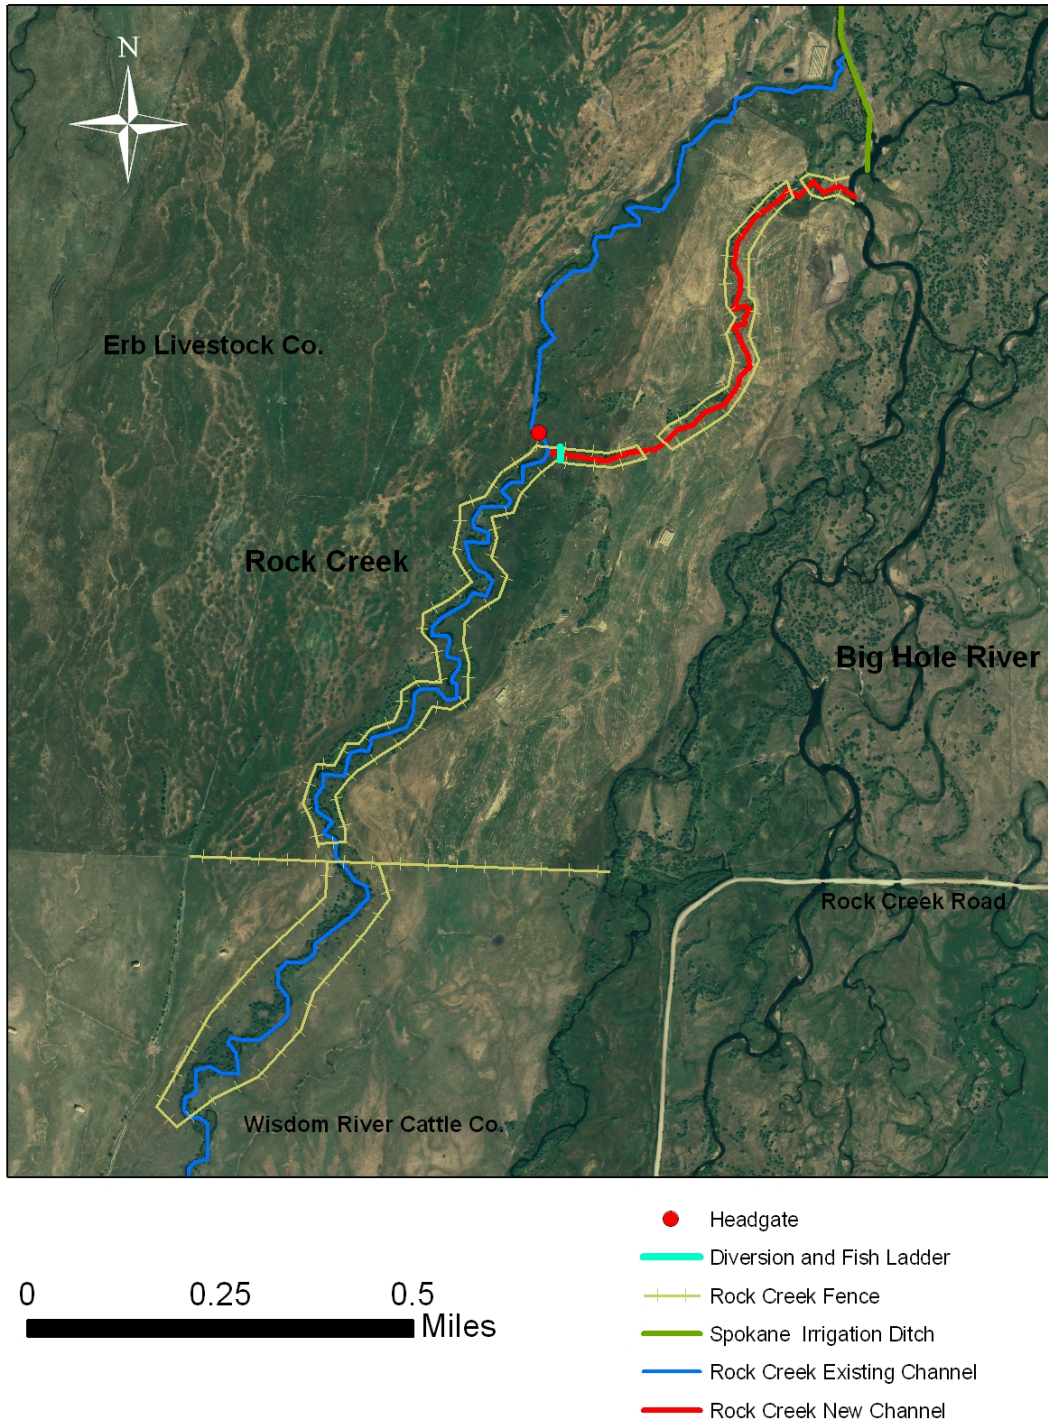 N
Erb Livestock Co.
Rock Creek
Big Hole River
Rock Creek Road
Wisdom River Cattle Co.
0 0.25 0.5
Miles
Headgate
Diversion and Fish Ladder
Rock Creek Fence
Spokane Irrigation Ditch
Rock Creek Existing Channel
Rock Creek New Channel